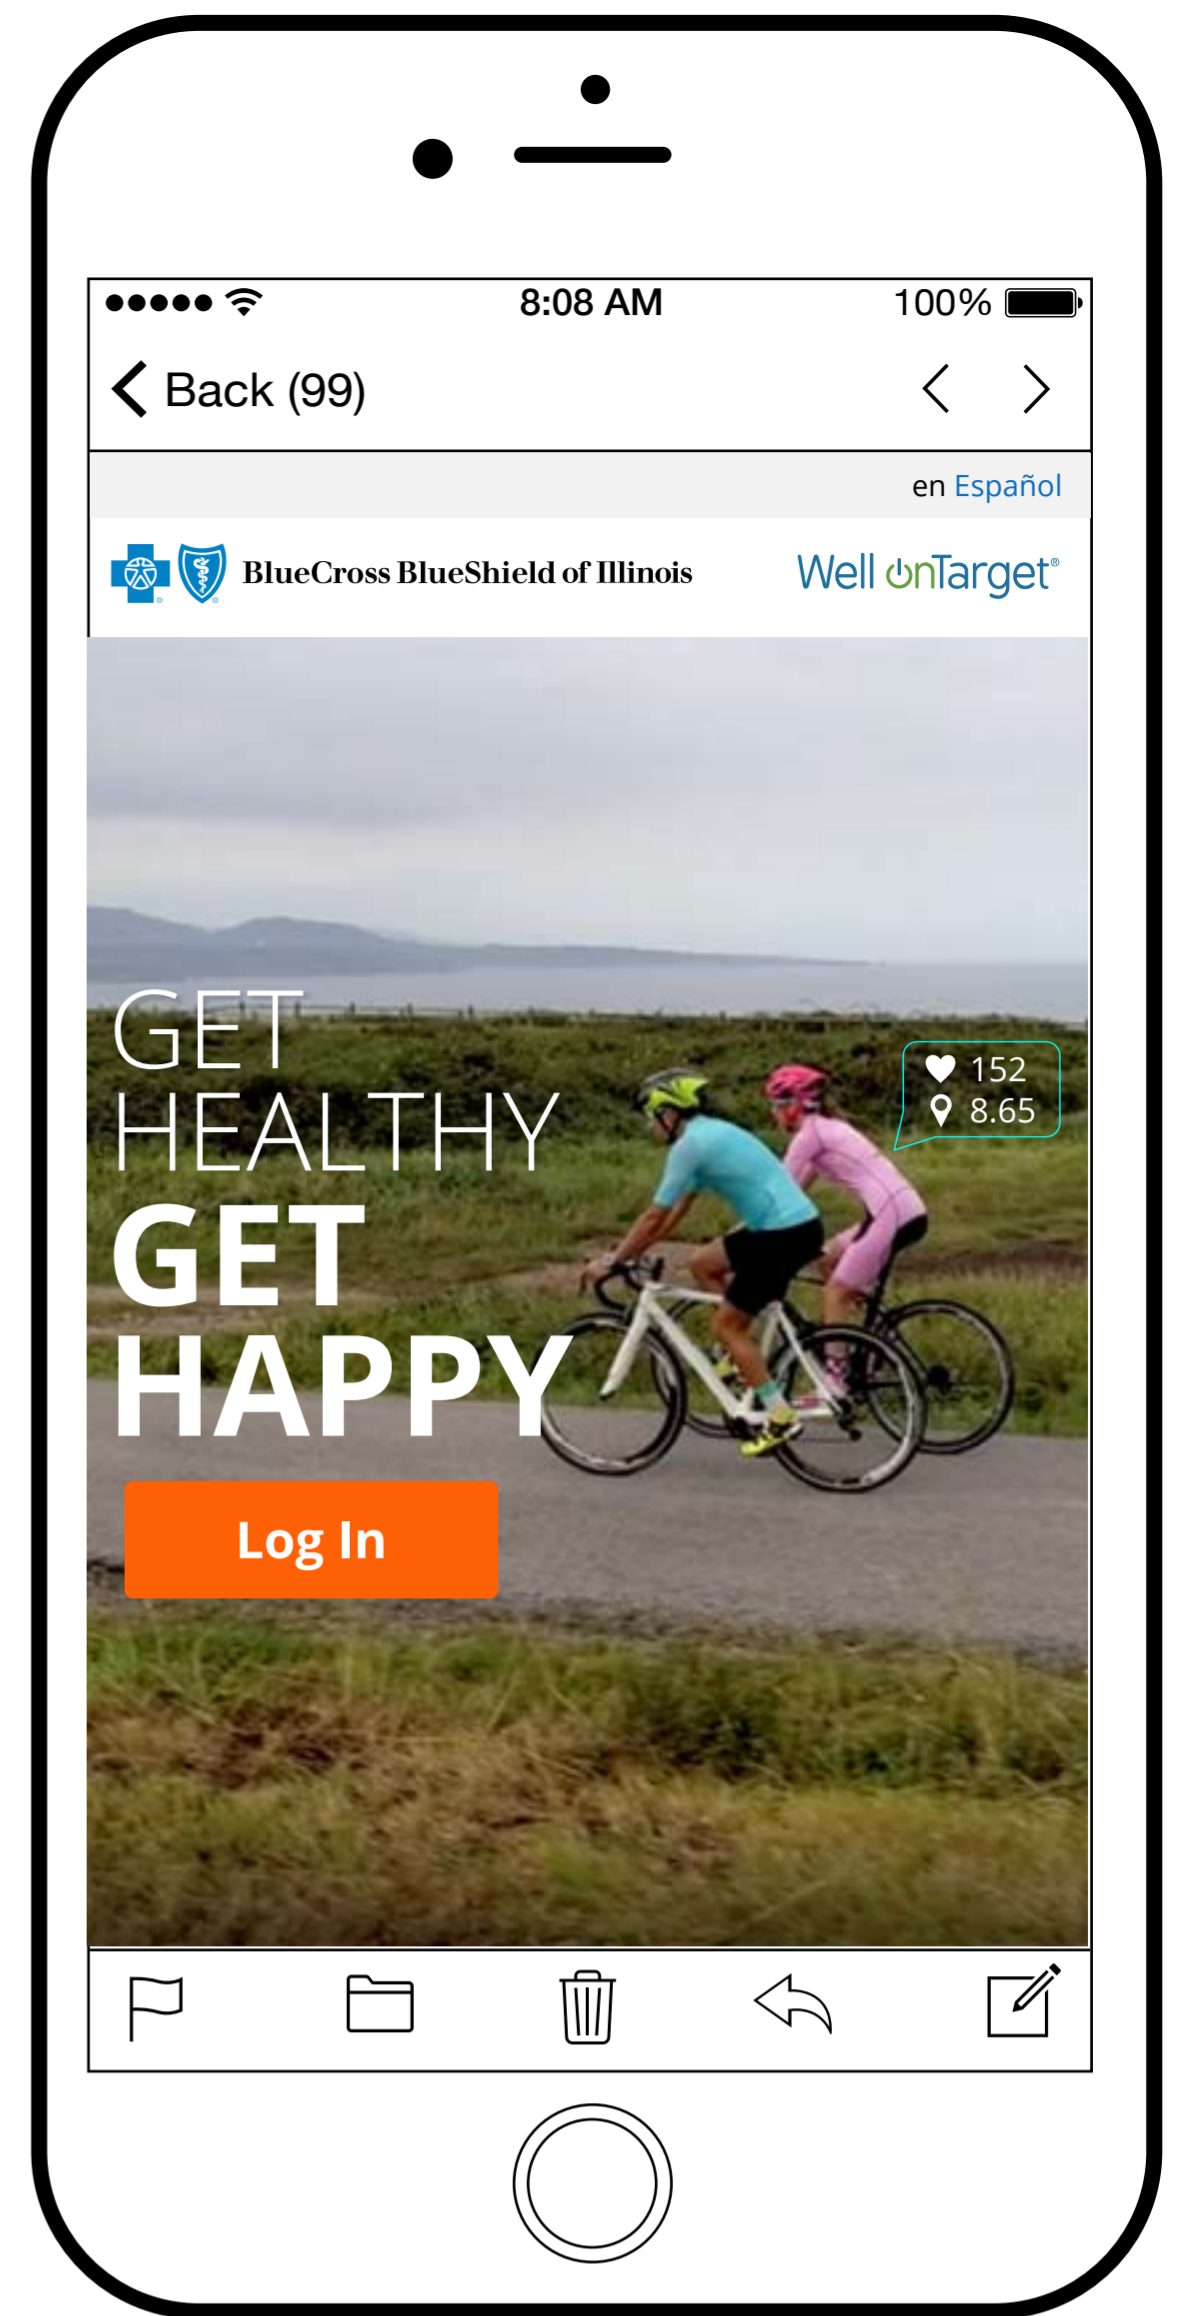 8:08 AM 100%
Back (99)
en Español
BlueCross BlueShield of Illinois Well onTarget®
GET
HEALTHY
152
8.65
GET
HAPPY
Log In